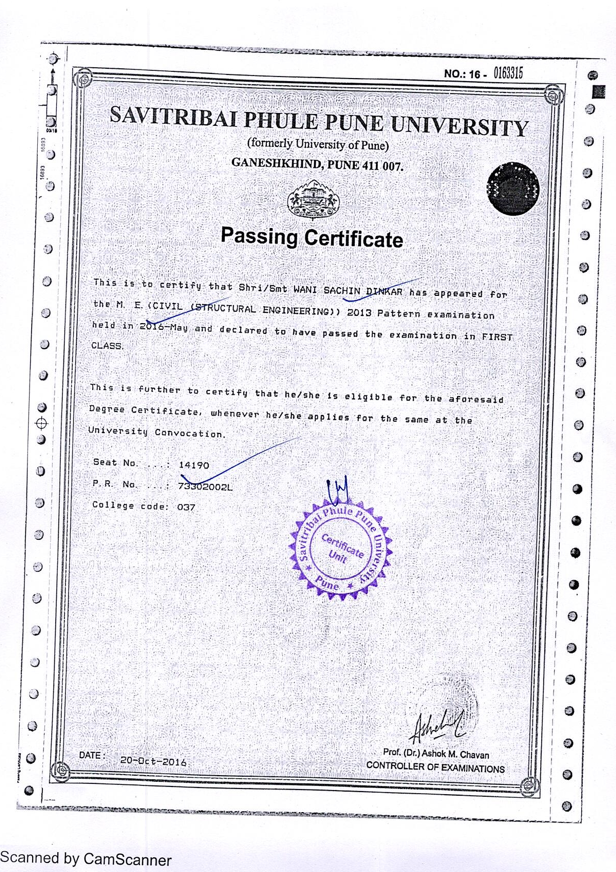 NO.: 16 - 0163315
SAVITRIBAI PHULE PUNE UNIVERSITY
(formerly University of Pune)
GANESHKHIND, PUNE 411 007.
Passing Certificate
This is to certify that Shri/Smt WANI SACHIN DINKAR has appeared for
the M. E.(CIVIL (STRUCTURAL ENGINEERING)) 2013 Pattern examination
held in 2016-May and declared to have passed the examination in FIRST
CLASS.
This is further to certify that he/she is eligible for the aforesaid
Degree Certificate, whenever he/she applies for the same at the
University Convocation.
Seat No. ...: 14190
P.R. No. ...: 73302002L
College code: 037
Savitribai Phule Pune University
Certificate
Unit
★ Pune ★
Prof. (Dr.) Ashok M. Chavan
CONTROLLER OF EXAMINATIONS
DATE : 20-Oct-2016
Scanned by CamScanner